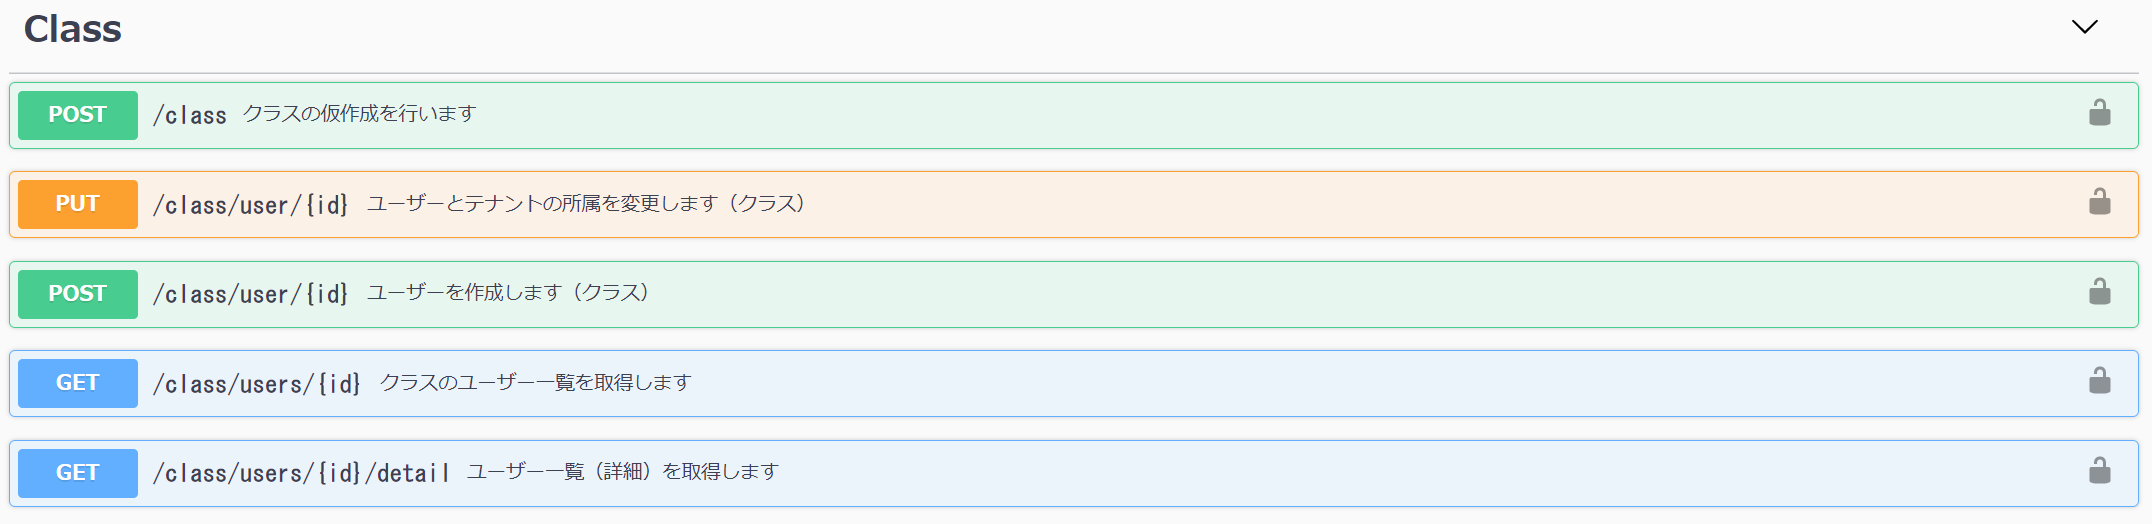 Class
POST /class クラスの仮作成を行います
PUT /class/user/{id} ユーザーとテナントの所属を変更します（クラス）
POST /class/user/{id} ユーザーを作成します（クラス）
GET /class/users/{id} クラスのユーザー一覧を取得します
GET /class/users/{id}/detail ユーザー一覧（詳細）を取得します